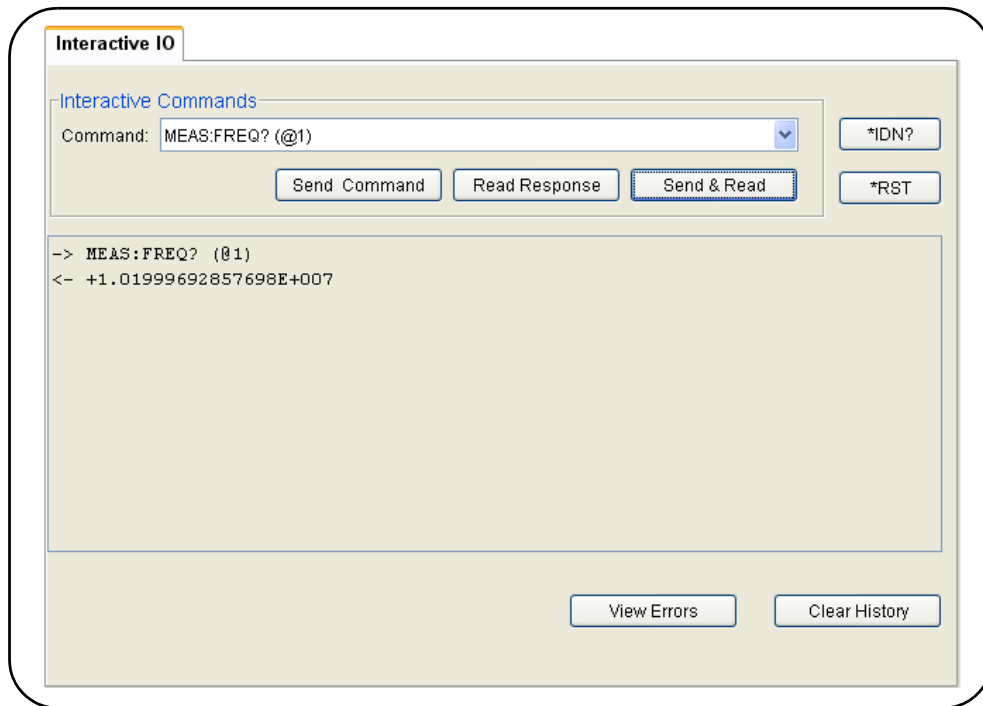 Interactive IO
Interactive Commands
Command: MEAS:FREQ? (@1)
*IDN?
Send Command Read Response Send & Read
*RST
-> MEAS:FREQ? (@1)
<- +1.01999692857698E+007
View Errors Clear History